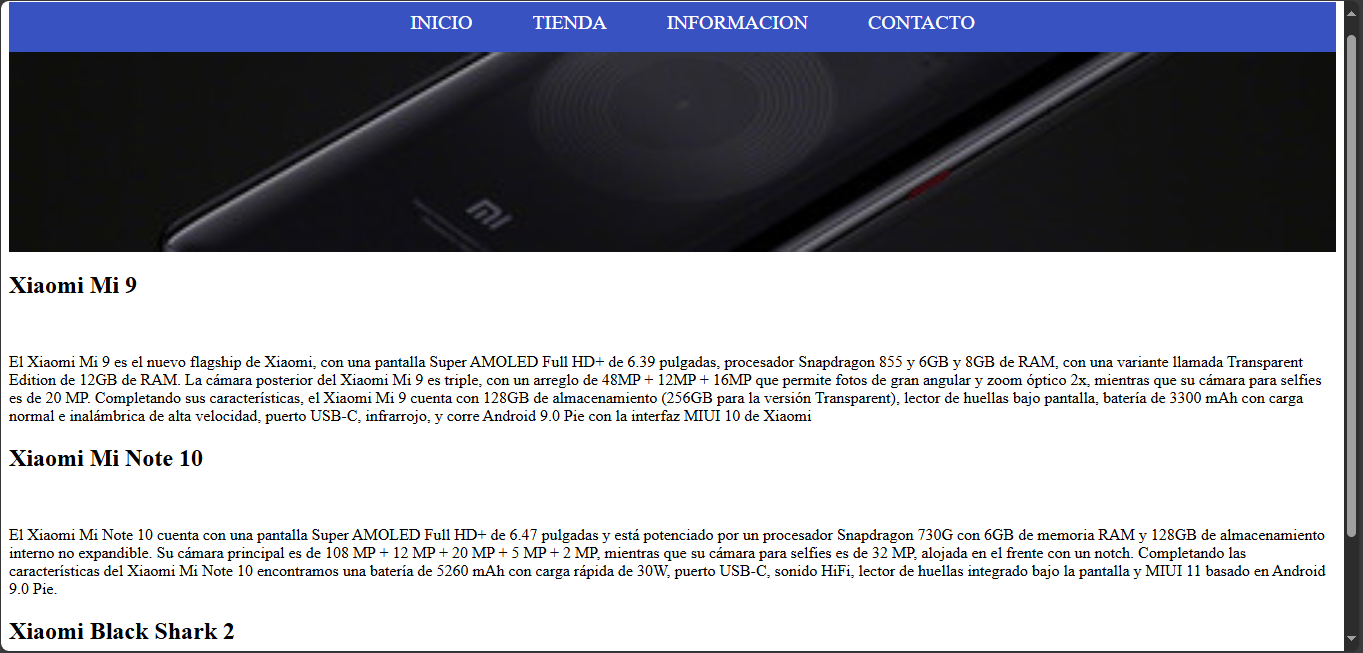 INICIO TIENDA INFORMACION CONTACTO
MI
Xiaomi Mi 9
El Xiaomi Mi 9 es el nuevo flagship de Xiaomi, con una pantalla Super AMOLED Full HD+ de 6.39 pulgadas, procesador Snapdragon 855 y 6GB y 8GB de RAM, con una variante llamada Transparent
Edition de 12GB de RAM. La cámara posterior del Xiaomi Mi 9 es triple, con un arreglo de 48MP + 12MP + 16MP que permite fotos de gran angular y zoom óptico 2x, mientras que su cámara para selfies
es de 20 MP. Completando sus características, el Xiaomi Mi 9 cuenta con 128GB de almacenamiento (256GB para la versión Transparent), lector de huellas bajo pantalla, batería de 3300 mAh con carga
normal e inalámbrica de alta velocidad, puerto USB-C, infrarrojo, y corre Android 9.0 Pie con la interfaz MIUI 10 de Xiaomi
Xiaomi Mi Note 10
El Xiaomi Mi Note 10 cuenta con una pantalla Super AMOLED Full HD+ de 6.47 pulgadas y está potenciado por un procesador Snapdragon 730G con 6GB de memoria RAM y 128GB de almacenamiento
interno no expandible. Su cámara principal es de 108 MP + 12 MP + 20 MP + 5 MP + 2 MP, mientras que su cámara para selfies es de 32 MP, alojada en el frente con un notch. Completando las
características del Xiaomi Mi Note 10 encontramos una batería de 5260 mAh con carga rápida de 30W, puerto USB-C, sonido HiFi, lector de huellas integrado bajo la pantalla y MIUI 11 basado en Android
9.0 Pie.
Xiaomi Black Shark 2